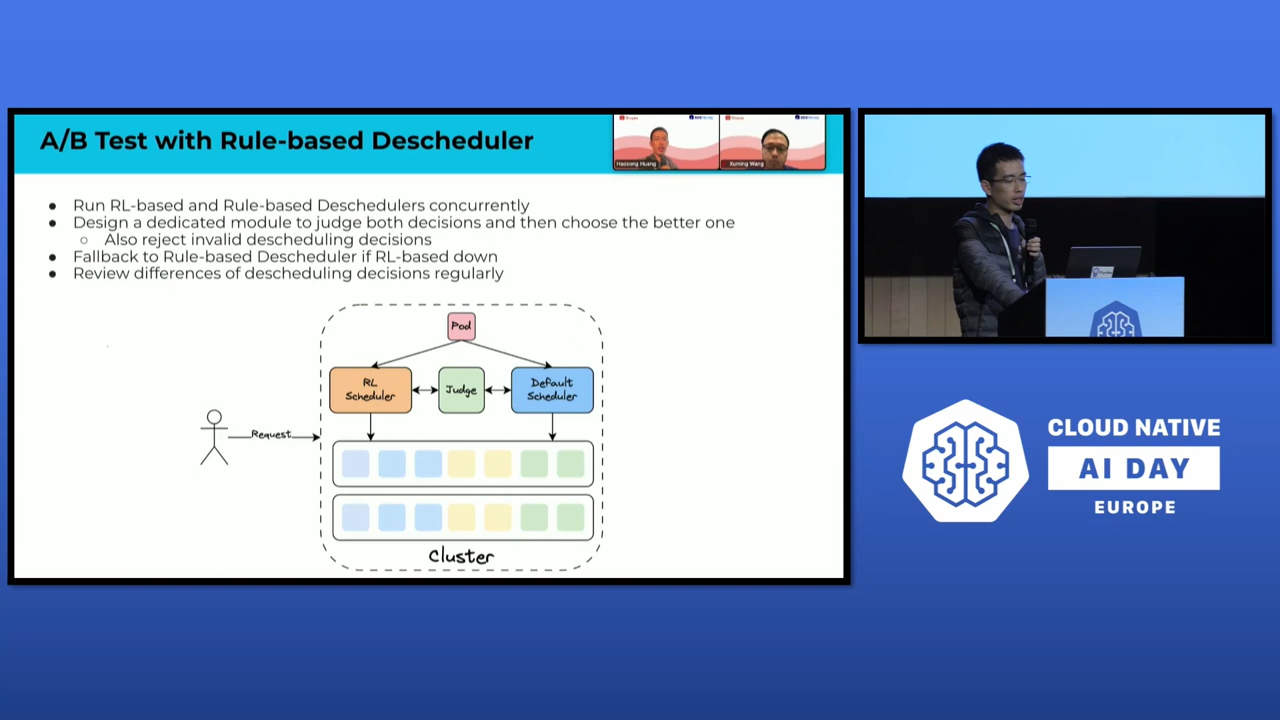 A/B Test with Rule-based Descheduler
Haosong Huang
Xuming Wang
● Run RL-based and Rule-based Deschedulers concurrently
● Design a dedicated module to judge both decisions and then choose the better one
○ Also reject invalid descheduling decisions
● Fallback to Rule-based Descheduler if RL-based down
● Review differences of descheduling decisions regularly
Pod
RL
Scheduler
Judge
Default
Scheduler
Request
Cluster
CLOUD NATIVE
AI DAY
EUROPE